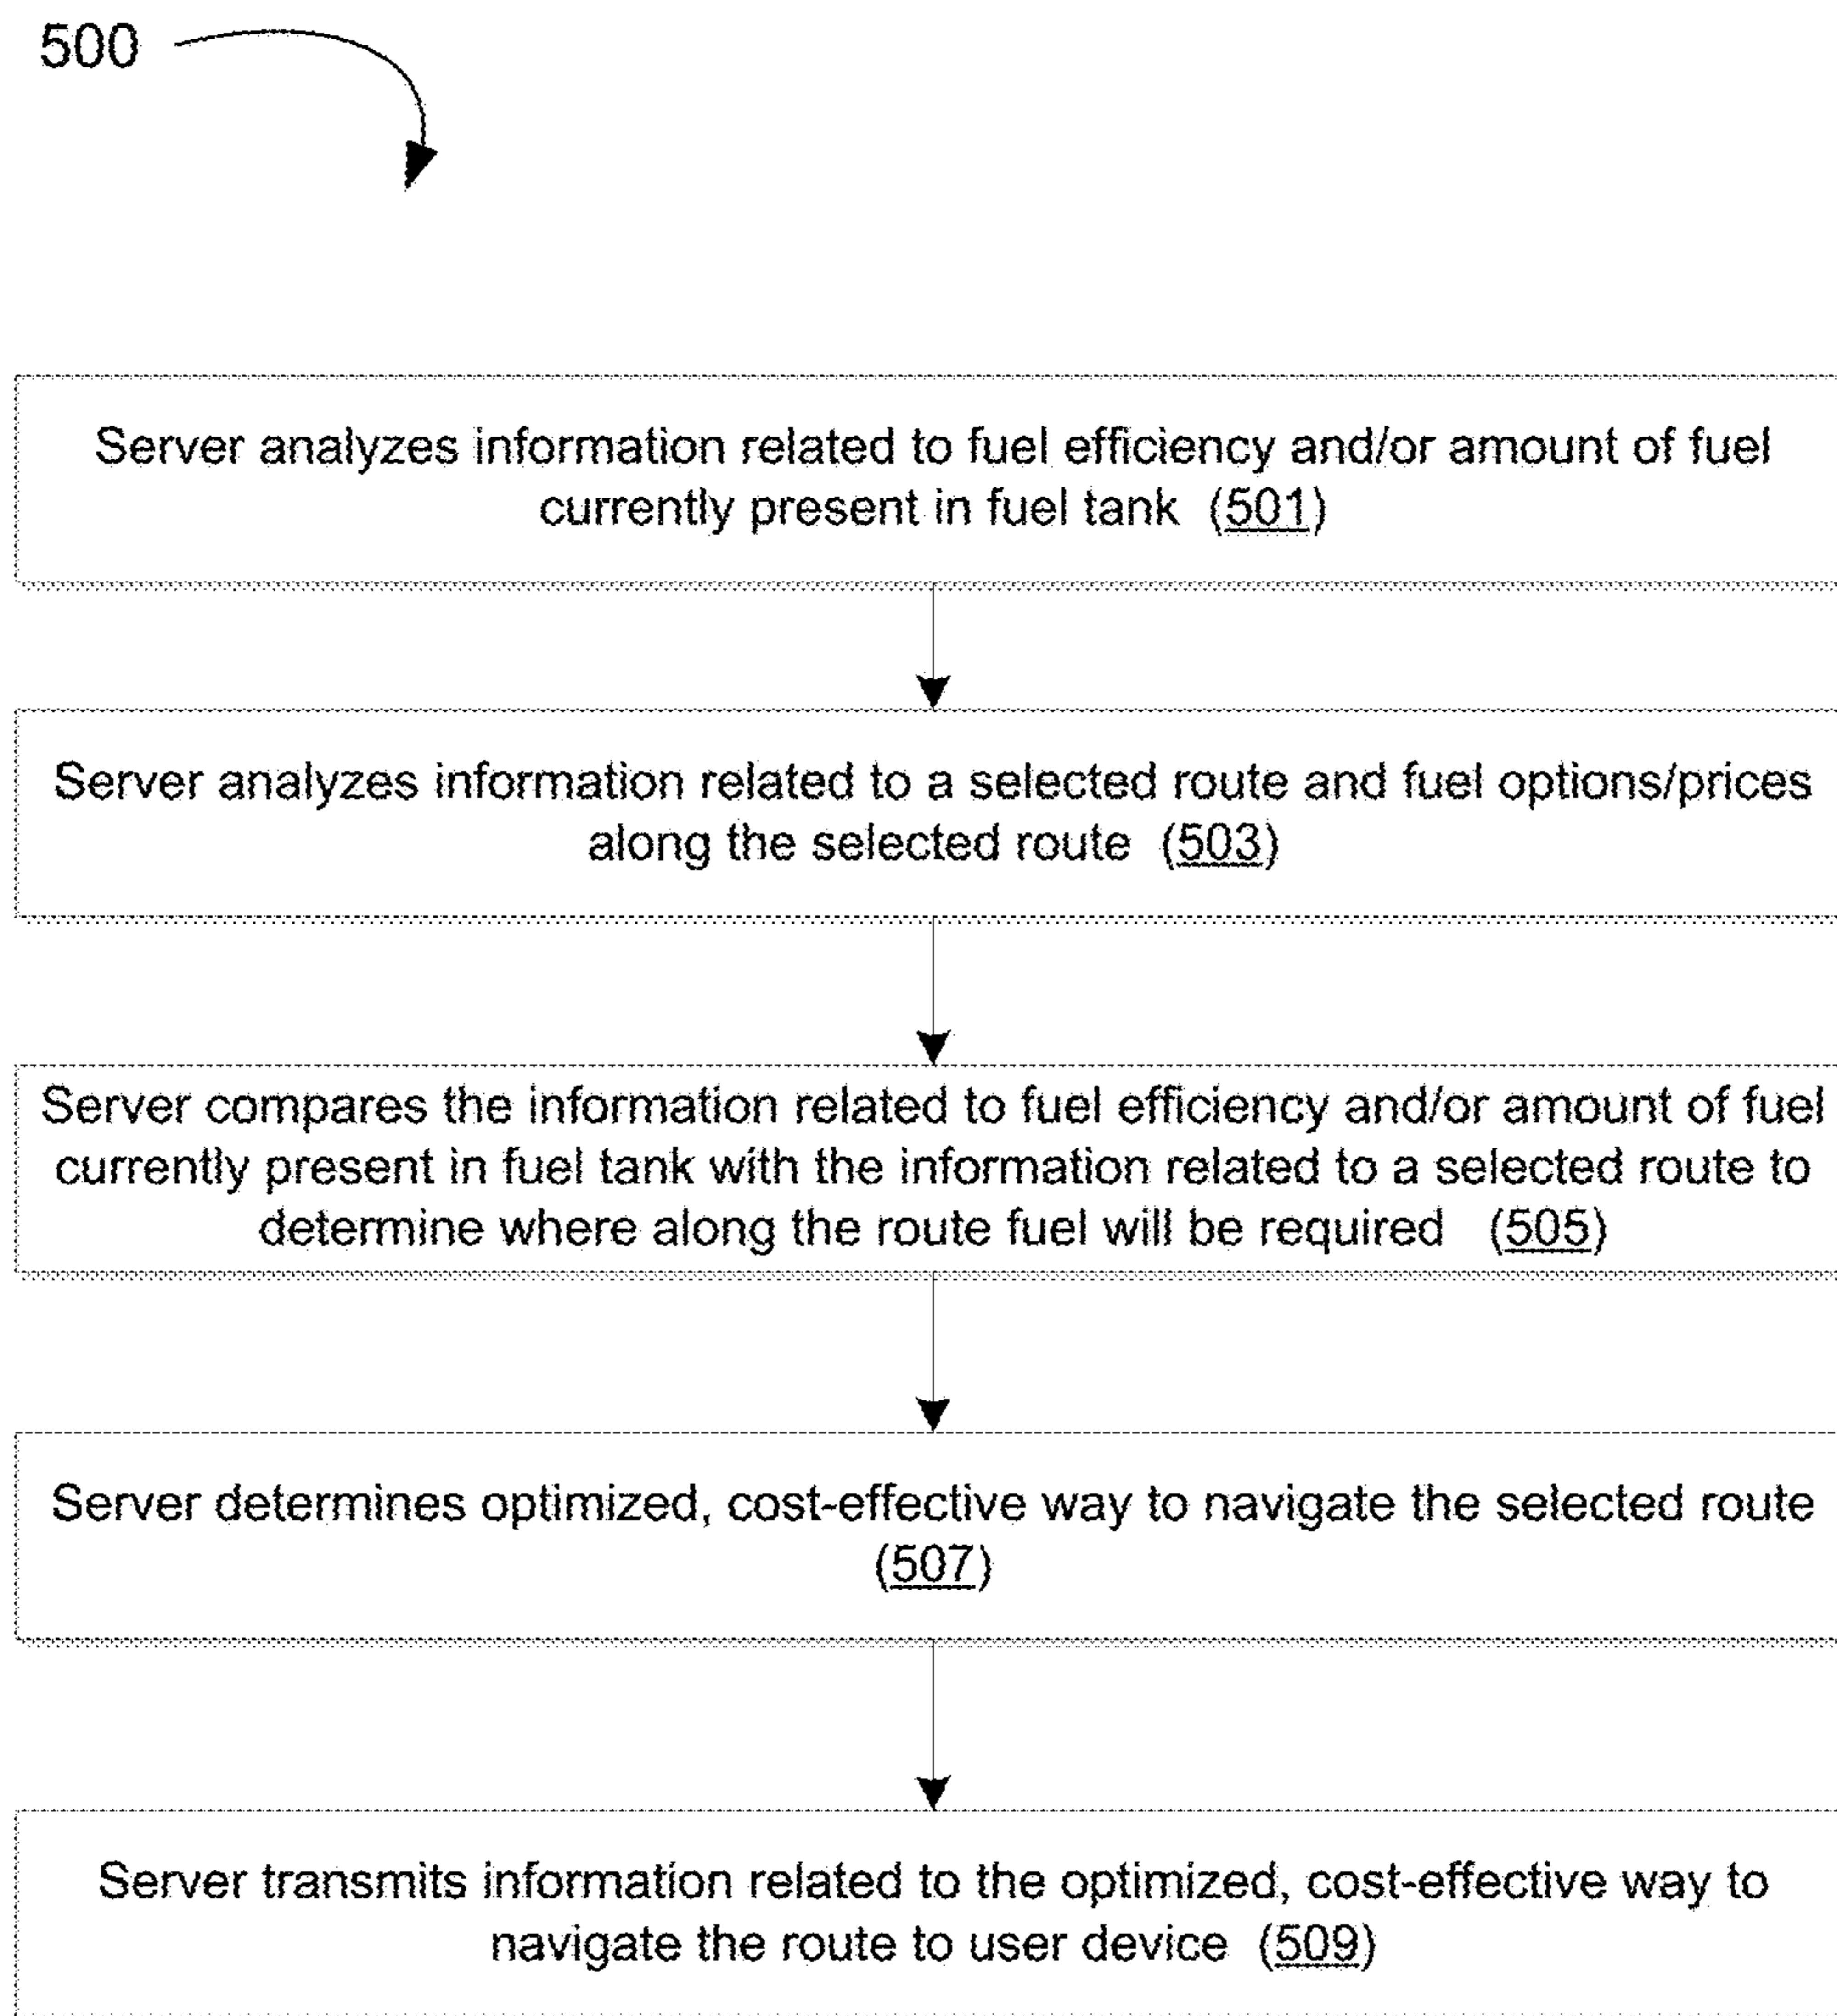 500
Server analyzes information related to fuel efficiency and/or amount of fuel
currently present in fuel tank (501)
Server analyzes information related to a selected route and fuel options/prices
along the selected route (503)
Server compares the information related to fuel efficiency and/or amount of fuel
currently present in fuel tank with the information related to a selected route to
determine where along the route fuel will be required (505)
Server determines optimized, cost-effective way to navigate the selected route
(507)
Server transmits information related to the optimized, cost-effective way to
navigate the route to user device (509)